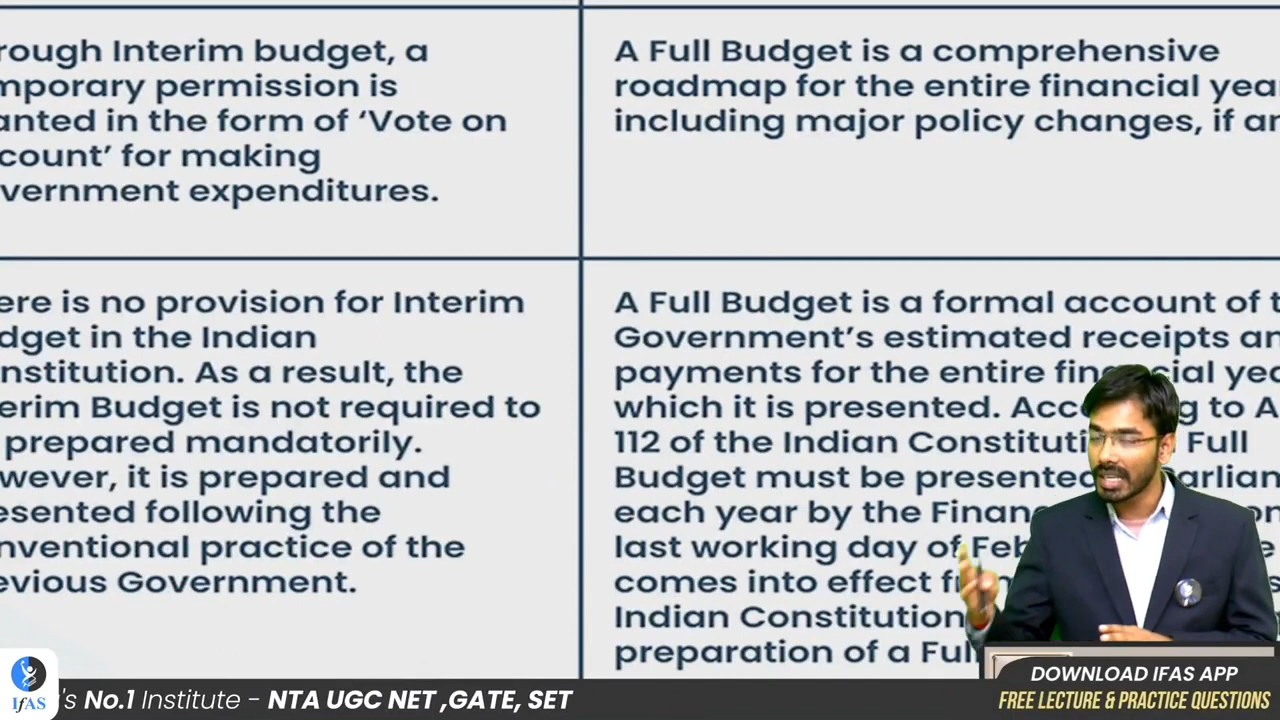 rough Interim budget, a
mporary permission is
anted in the form of ‘Vote on
count’ for making
vernment expenditures.
A Full Budget is a comprehensive
roadmap for the entire financial yea
including major policy changes, if an
ere is no provision for Interim
dget in the Indian
nstitution. As a result, the
erim Budget is not required to
prepared mandatorily.
wever, it is prepared and
esented following the
nventional practice of the
evious Government.
A Full Budget is a formal account of t
Government’s estimated receipts an
payments for the entire financial yea
which it is presented. According to A
112 of the Indian Constitution Full
Budget must be presented arliam
each year by the Finan
last working day of Feb
comes into effect f
Indian Constitution
preparation of a Full
IfAS
's No.1 Institute - NTA UGC NET ,GATE, SET
DOWNLOAD IFAS APP
FREE LECTURE & PRACTICE QUESTIONS